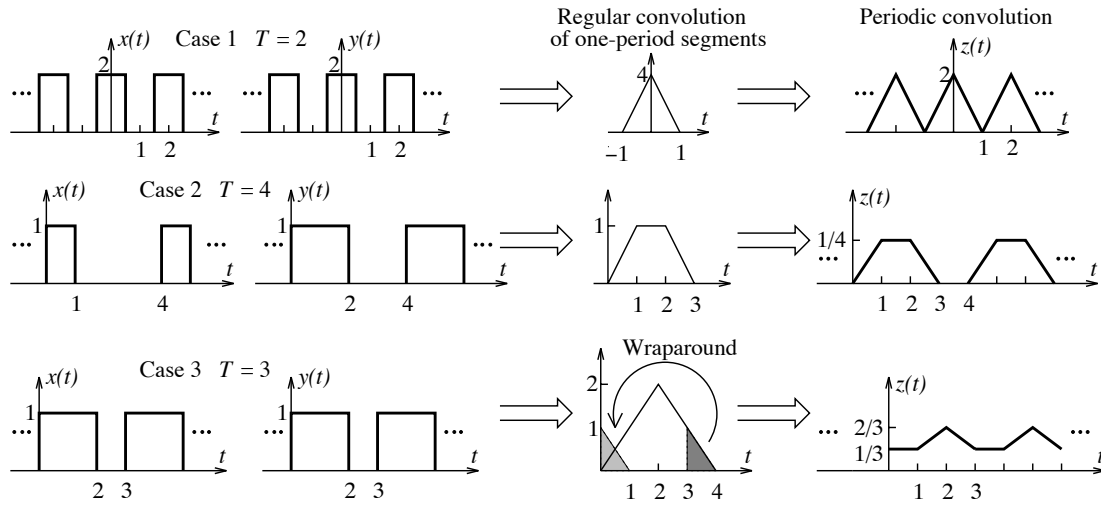 Regular convolution
of one-period segments
Periodic convolution
x(t) Case 1 T = 2 y(t)
2 2 4 2 z(t)
... ... ... ... ...
t t t t
1 2 1 2 −1 1 1 2
x(t) Case 2 T = 4 y(t) z(t)
1 1 1 1/4
... ... ... ... ... ...
t t t
1 4 2 4 1 2 3 1 2 3 4
Wraparound
x(t) Case 3 T = 3 y(t) z(t)
1 1 2 2/3
1 1/3
... ... ... ... ... ...
t t t t
2 3 2 3 1 2 3 4 1 2 3